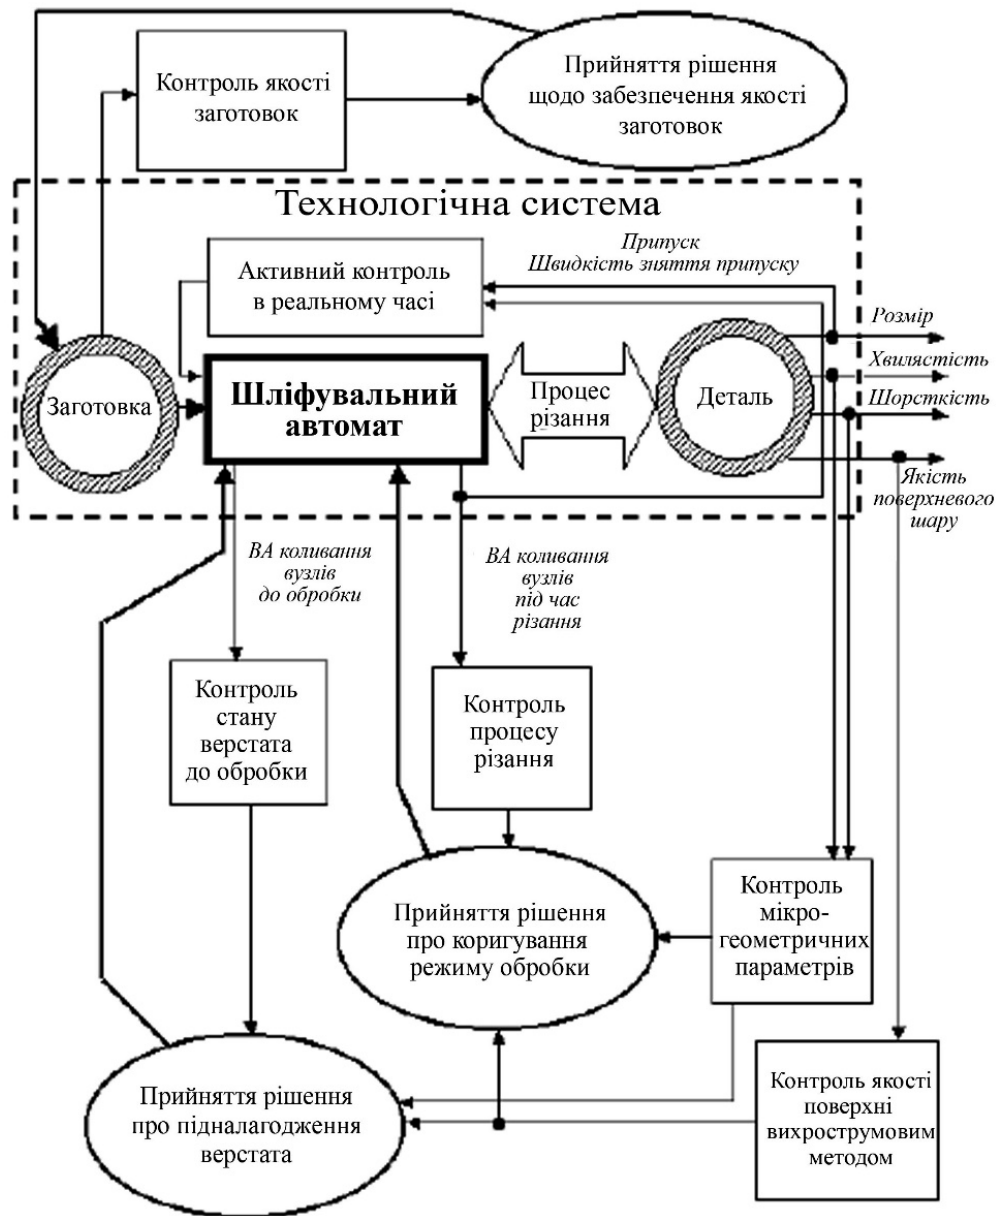 Контроль якості
заготовок
Прийняття рішення
щодо забезпечення якості
заготовок
Технологічна система
Активний контроль
в реальному часі
Припуск
Швидкість зняття припуску
Заготовка
Шліфувальний
автомат
Процес
різання
Деталь
Розмір
Хвилястість
Шорсткість
Якість
поверхневого
шару
ВА коливання
вузлів
до обробки
ВА коливання
вузлів
під час
різання
Контроль
стану
верстата
до обробки
Контроль
процесу
різання
Прийняття рішення
про коригування
режиму обробки
Контроль
мікро-
геометричних
параметрів
Прийняття рішення
про підналагодження
верстата
Контроль якості
поверхні
вихрострумовим
методом